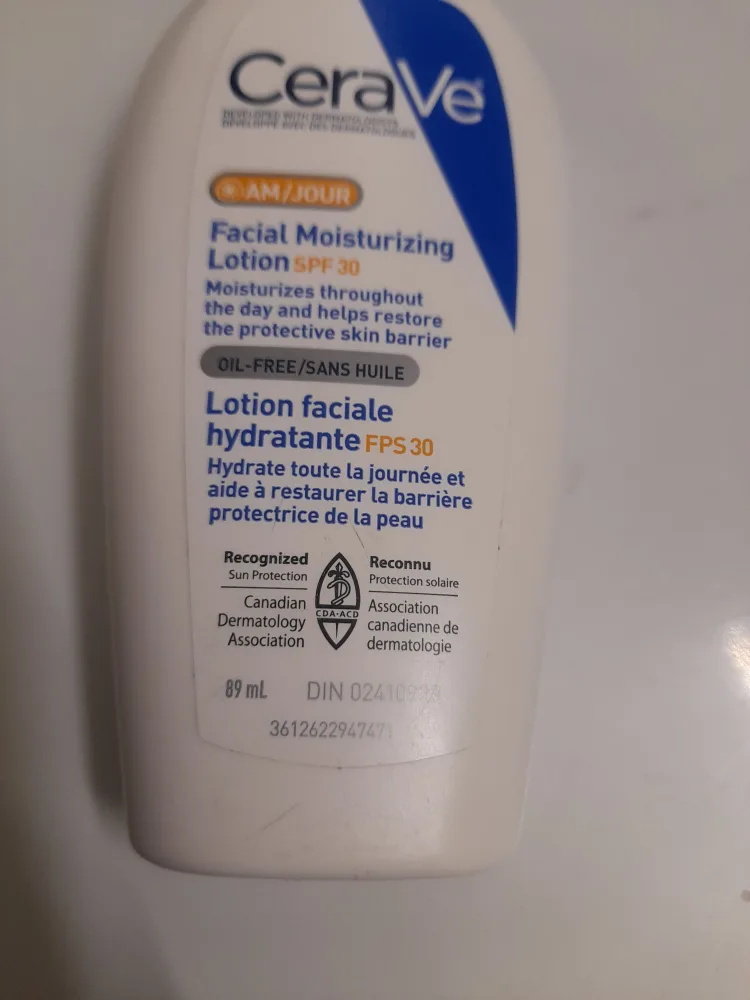 CeraVe
DEVELOPED WITH DERMATOLOGISTS
DÉVELOPPÉ AVEC DES DERMATOLOGUES
AM/JOUR
Facial Moisturizing
Lotion SPF 30
Moisturizes throughout
the day and helps restore
the protective skin barrier
OIL-FREE/SANS HUILE
Lotion faciale
hydratante FPS 30
Hydrate toute la journée et
aide à restaurer la barrière
protectrice de la peau
Recognized
Sun Protection
Canadian
Dermatology
Association
CDA·ACD
Reconnu
Protection solaire
Association
canadienne de
dermatologie
89 mL DIN